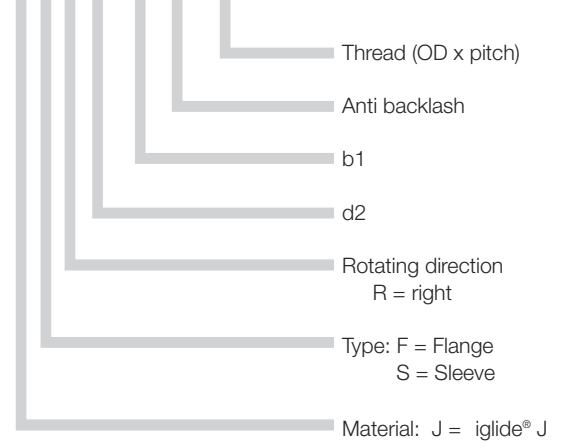 Thread (OD x pitch)
Anti backlash
b1
d2
Rotating direction
R = right
Type: F = Flange
S = Sleeve
Material: J = iglide® J